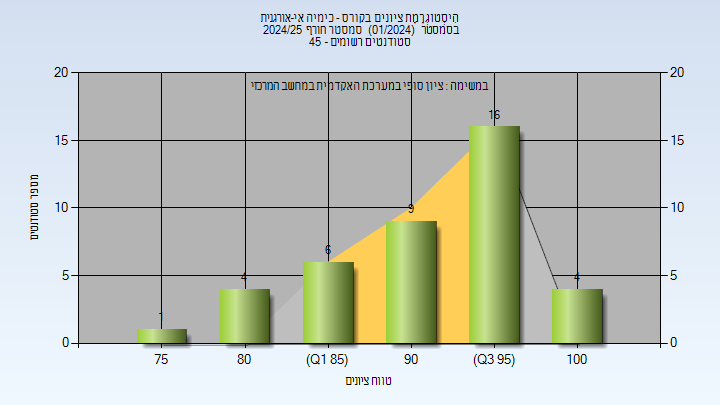 היסטוגרמת ציונים בקורס - כימיה אי-אורגנית
בסמסטר (01/2024) סמסטר חורף 2024/25
סטודנטים רשומים - 45
במשימה : ציון סופי במערכת האקדמית במחשב המרכזי
מספר סטודנטים
20
15
10
5
0
20
15
10
5
0
1
4
6
9
16
4
75
80
(Q1 85)
90
(Q3 95)
100
טווח ציונים